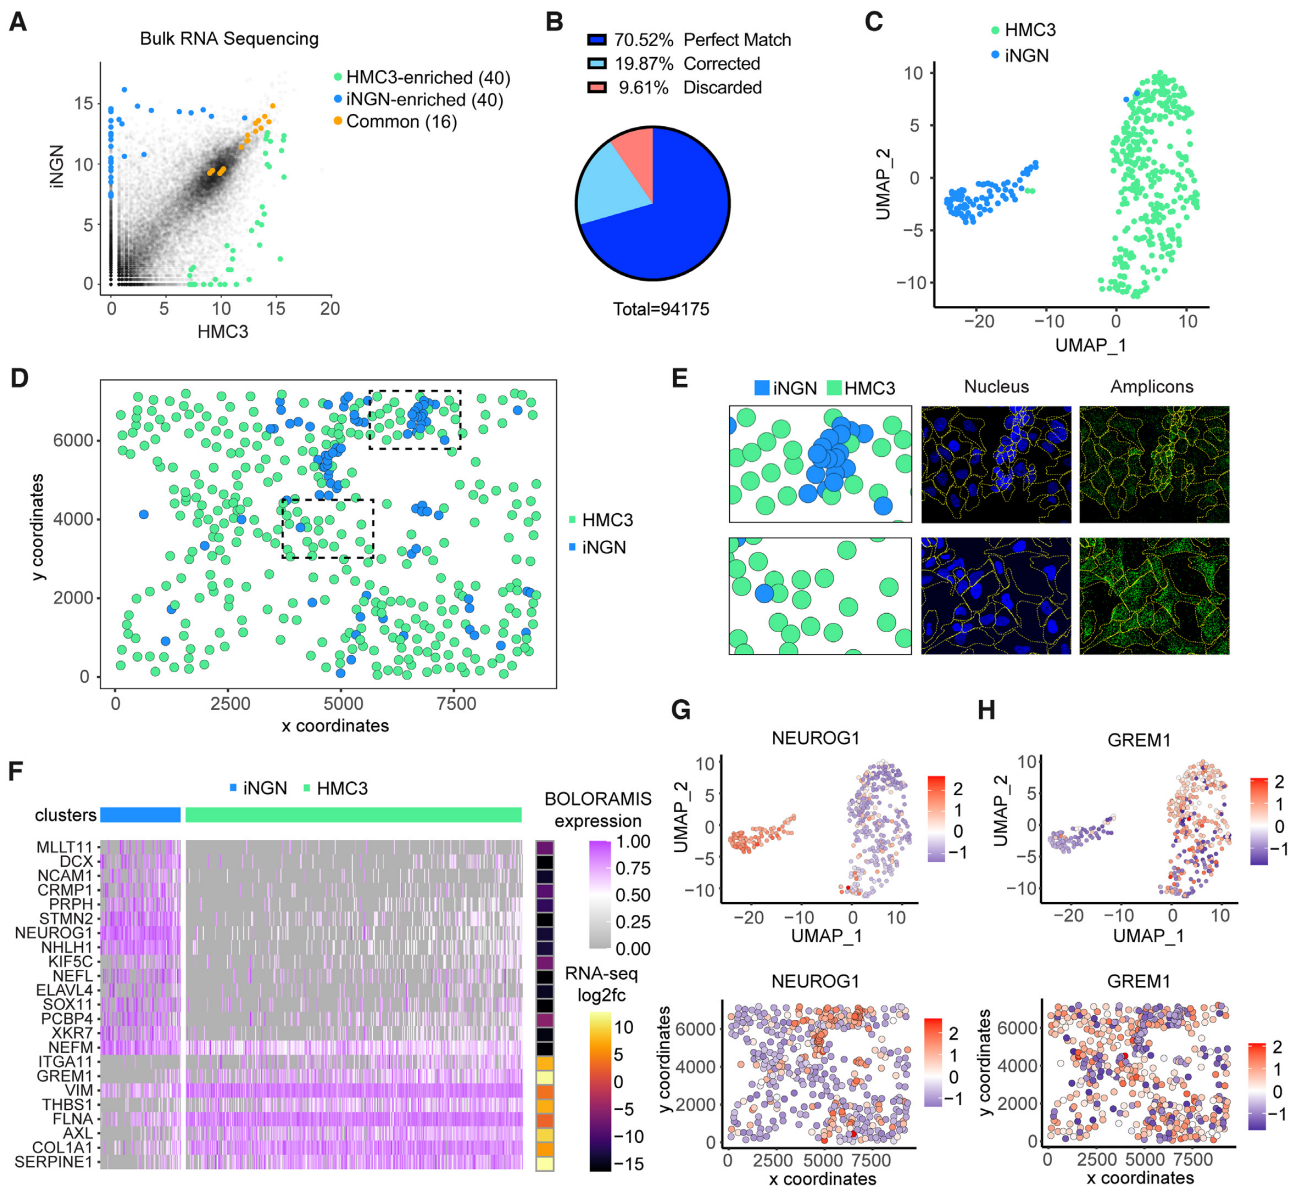 A
Bulk RNA Sequencing
HMC3-enriched (40)
iNGN-enriched (40)
Common (16)
iNGN
15
10
5
0
0 5 10 15 20
HMC3
B
70.52% Perfect Match
19.87% Corrected
9.61% Discarded
Total=94175
C
HMC3
iNGN
UMAP_2
10
5
0
−5
−10
−20 −10 0 10
UMAP_1
D
y coordinates
6000
4000
2000
0
0 2500 5000 7500
x coordinates
HMC3
iNGN
E
iNGN HMC3
Nucleus
Amplicons
F
iNGN HMC3
clusters
MLLT11
DCX
NCAM1
CRMP1
PRPH
STMN2
NEUROG1
NHLH1
KIF5C
NEFL
ELAVL4
SOX11
PCBP4
XKR7
NEFM
ITGA11
GREM1
VIM
THBS1
FLNA
AXL
COL1A1
SERPINE1
BOLORAMIS
expression
1.00
0.75
0.50
0.25
0.00
RNA-seq
log2fc
10
5
0
−5
−10
−15
G
NEUROG1
UMAP_2
10
5
0
−5
−10
−20 −10 0 10
UMAP_1
2
1
0
−1
NEUROG1
y coordinates
6000
4000
2000
0
0 2500 5000 7500
x coordinates
2
1
0
−1
H
GREM1
UMAP_2
10
5
0
−5
−10
−20 −10 0 10
UMAP_1
2
1
0
−1
GREM1
y coordinates
6000
4000
2000
0
0 2500 5000 7500
x coordinates
2
1
0
−1